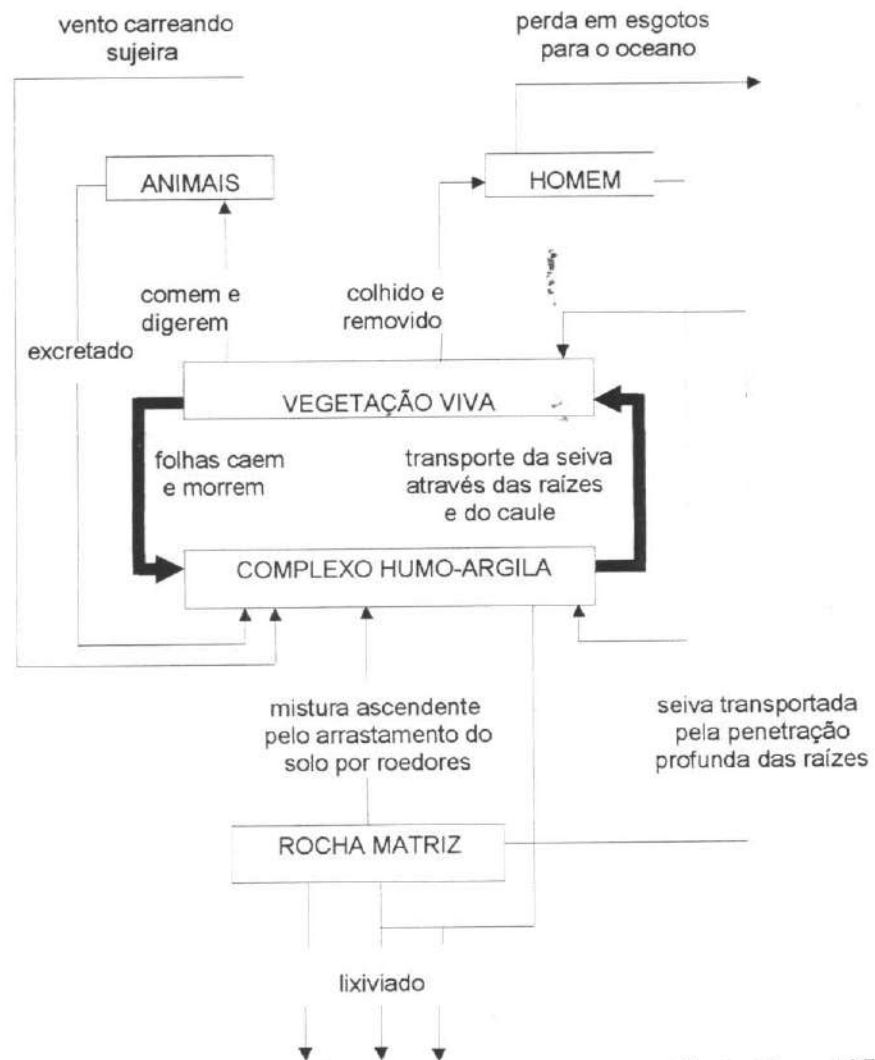 vento carreando
sujeira
perda em esgotos
para o oceano
ANIMAIS
HOMEM
comem e
digerem
colhido e
removido
excretado
VEGETAÇÃO VIVA
folhas caem
e morrem
transporte da seiva
através das raízes
e do caule
COMPLEXO HUMO-ARGILA
mistura ascendente
pelo arrastamento do
solo por roedores
seiva transportada
pela penetração
profunda das raízes
ROCHA MATRIZ
lixiviado